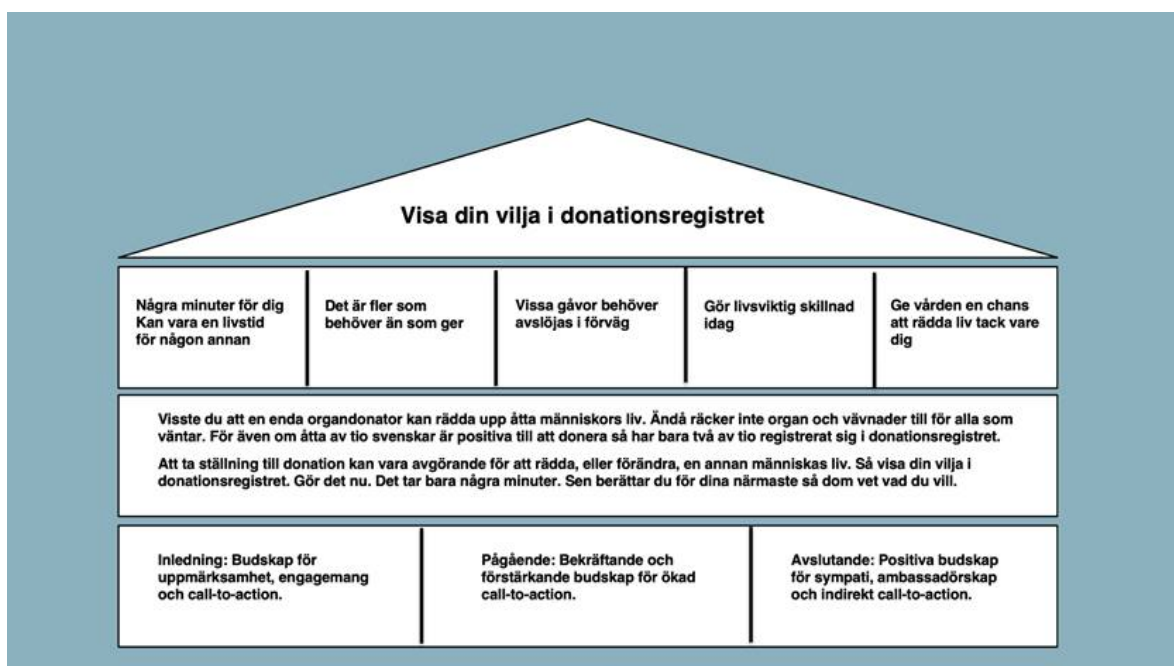 Visa din vilja i donationsregistret
Några minuter för dig
Kan vara en livstid
för någon annan
Det är fler som
behöver än som ger
Vissa gåvor behöver
avslöjas i förväg
Gör livsviktig skillnad
idag
Ge vården en chans
att rädda liv tack vare
dig
Visste du att en enda organdonator kan rädda upp åtta människors liv. Ändå räcker inte organ och vävnader till för alla som
väntar. För även om åtta av tio svenskar är positiva till att donera så har bara två av tio registrerat sig i donationsregistret.
Att ta ställning till donation kan vara avgörande för att rädda, eller förändra, en annan människas liv. Så visa din vilja i
donationsregistret. Gör det nu. Det tar bara några minuter. Sen berättar du för dina närmaste så dom vet vad du vill.
Inledning: Budskap för
uppmärksamhet, engagemang
och call-to-action.
Pågående: Bekräftande och
förstärkande budskap för ökad
call-to-action.
Avslutande: Positiva budskap
för sympati, ambassadörskap
och indirekt call-to-action.